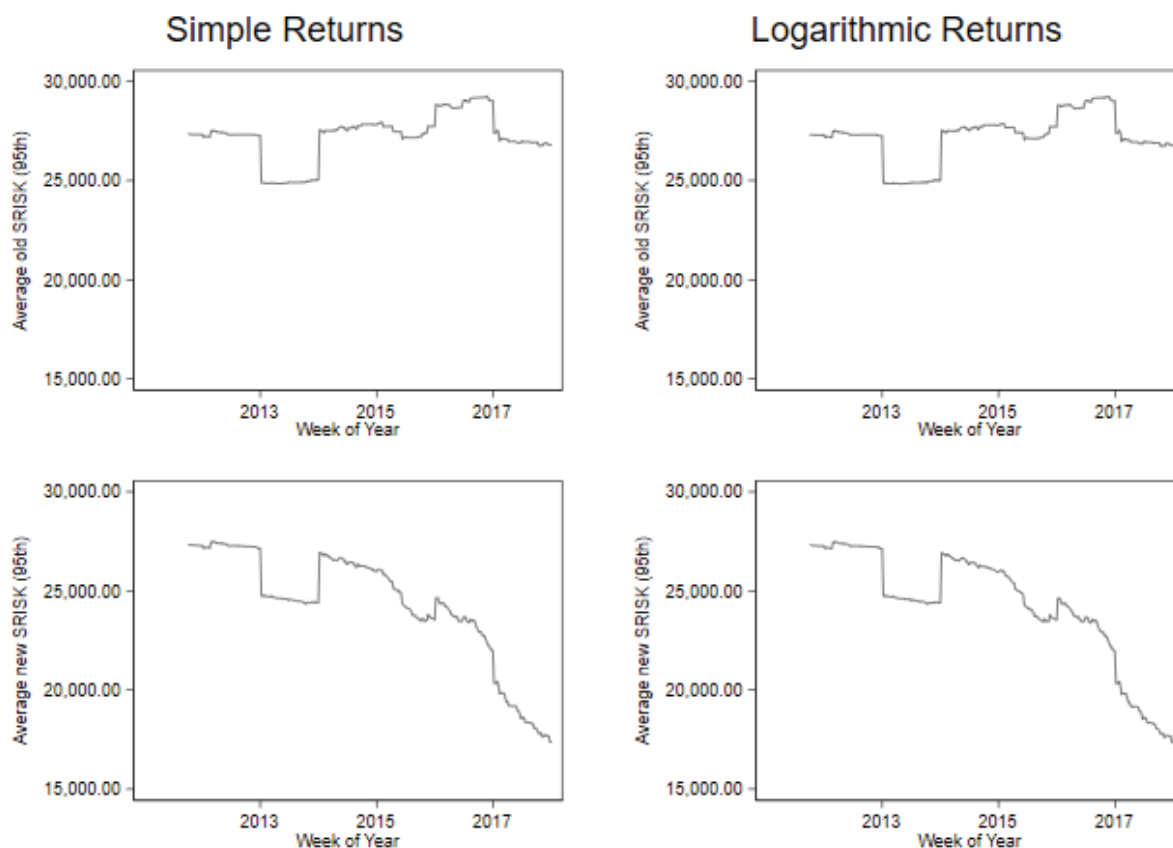 Simple Returns
Logarithmic Returns
Average old SRISK (95th)
30,000.00
25,000.00
20,000.00
15,000.00
2013 2015 2017
Week of Year
Average old SRISK (95th)
30,000.00
25,000.00
20,000.00
15,000.00
2013 2015 2017
Week of Year
Average new SRISK (95th)
30,000.00
25,000.00
20,000.00
15,000.00
2013 2015 2017
Week of Year
Average new SRISK (95th)
30,000.00
25,000.00
20,000.00
15,000.00
2013 2015 2017
Week of Year